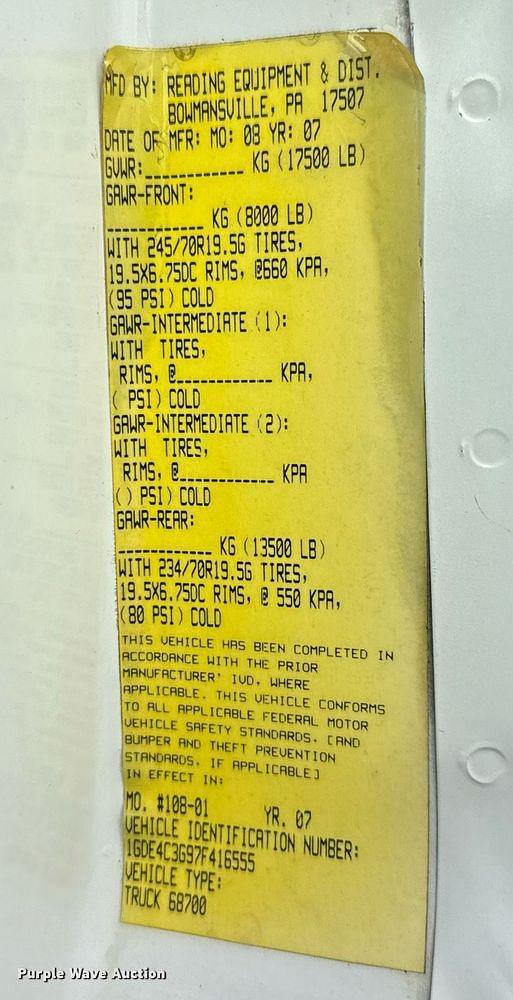 MFD BY: READING EQUIPMENT & DIST.
BOWMANSVILLE, PA 17507
DATE OF MFR: MO: 08 YR: 07
GVWR:____________ KG (17500 LB)
GAWR-FRONT:
____________ KG (8000 LB)
WITH 245/70R19.5G TIRES,
19.5X6.75DC RIMS, @660 KPA,
(95 PSI) COLD
GAWR-INTERMEDIATE (1):
WITH TIRES,
RIMS, @____________ KPA,
( PSI) COLD
GAWR-INTERMEDIATE (2):
WITH TIRES,
RIMS, @____________ KPA
() PSI) COLD
GAWR-REAR:
____________ KG (13500 LB)
WITH 234/70R19.5G TIRES,
19.5X6.75DC RIMS, @ 550 KPA,
(80 PSI) COLD
THIS VEHICLE HAS BEEN COMPLETED IN
ACCORDANCE WITH THE PRIOR
MANUFACTURER' IVD, WHERE
APPLICABLE. THIS VEHICLE CONFORMS
TO ALL APPLICABLE FEDERAL MOTOR
VEHICLE SAFETY STANDARDS, [AND
BUMPER AND THEFT PREVENTION
STANDARDS, IF APPLICABLE]
IN EFFECT IN:
MO. #108-01 YR. 07
VEHICLE IDENTIFICATION NUMBER:
1GDE4C3G97F416555
VEHICLE TYPE:
TRUCK 68700
Purple Wave Auction